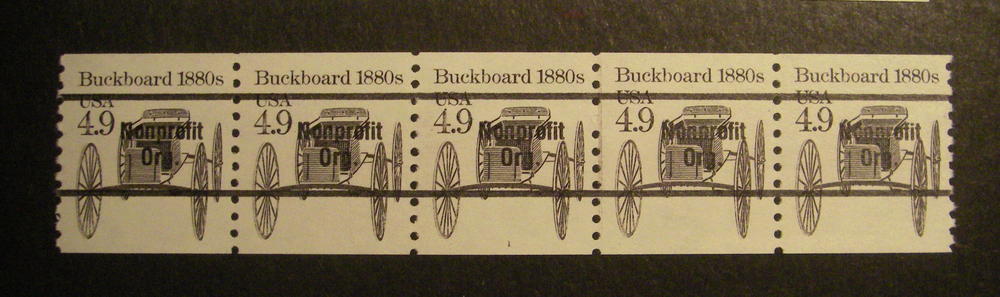 Buckboard 1880s Buckboard 1880s Buckboard 1880s Buckboard 1880s Buckboard 1880s
USA USA USA USA USA
4.9 Nonprofit 4.9 Nonprofit 4.9 Nonprofit 4.9 Nonprofit 4.9 Nonprofit
Org. Org. Org. Org. Org.
1